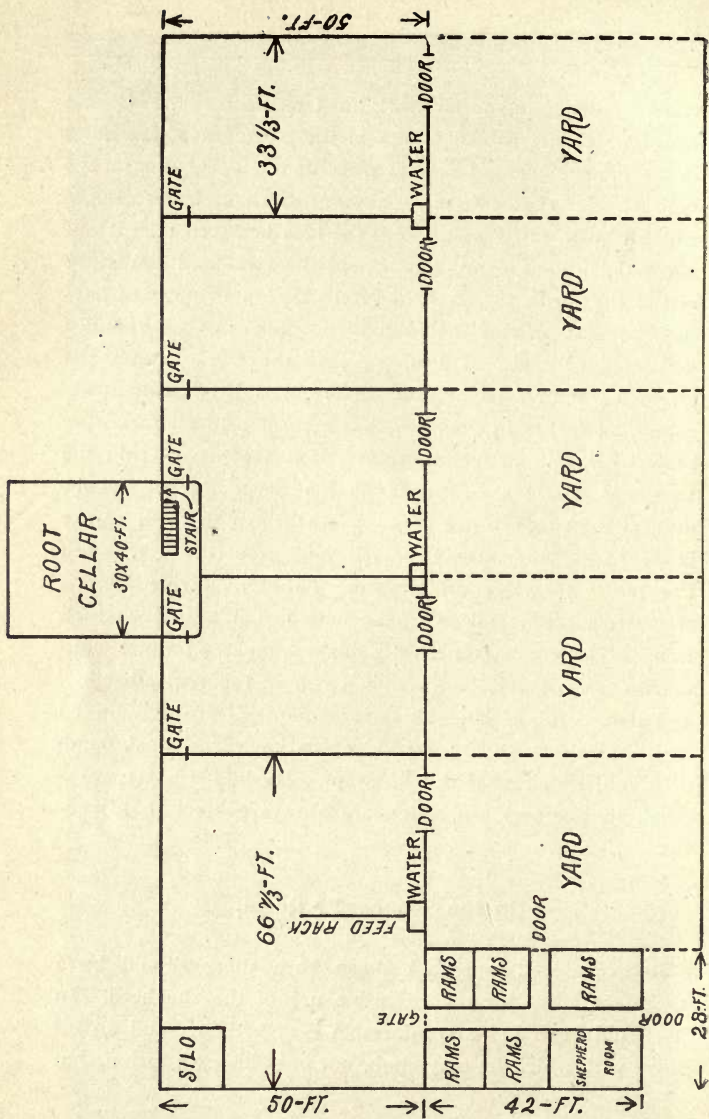 50-FT.
33 1/3-FT.
GATE
WATER
DOOR
YARD
GATE
DOOR
YARD
GATE
ROOT
CELLAR
30X40-FT.
STAIR
WATER
DOOR
YARD
GATE
DOOR
YARD
GATE
66 2/3-FT.
WATER
DOOR
YARD
FEED RACK
DOOR
RAMS
RAMS
RAMS
GATE
DOOR
28-FT.
SILO
RAMS
RAMS
SHEPHERD
ROOM
50-FT.
42-FT.